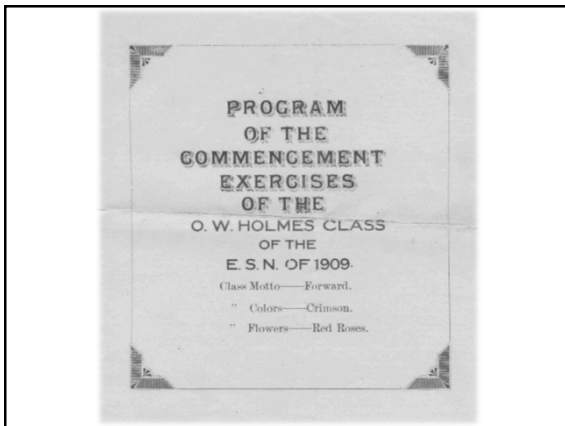 PROGRAM
OF THE
COMMENCEMENT
EXERCISES
OF THE
O. W. HOLMES CLASS
OF THE
E. S. N. OF 1909.
Class Motto——Forward.
" Colors——Crimson.
" Flowers——Red Roses.